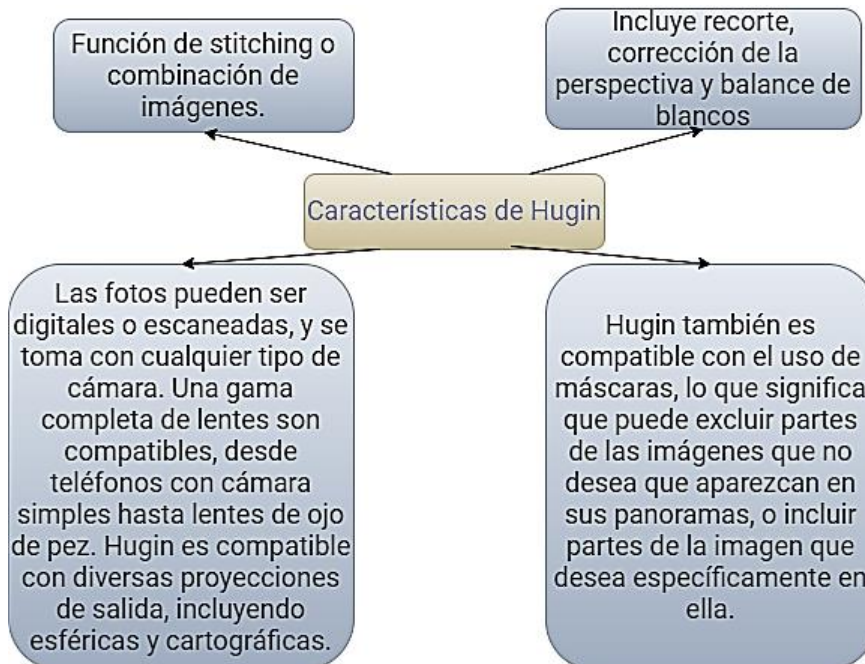 Función de stitching o
combinación de
imágenes.
Incluye recorte,
corrección de la
perspectiva y balance de
blancos
Características de Hugin
Las fotos pueden ser
digitales o escaneadas, y se
toma con cualquier tipo de
cámara. Una gama
completa de lentes son
compatibles, desde
teléfonos con cámara
simples hasta lentes de ojo
de pez. Hugin es compatible
con diversas proyecciones
de salida, incluyendo
esféricas y cartográficas.
Hugin también es
compatible con el uso de
máscaras, lo que significa
que puede excluir partes
de las imágenes que no
desea que aparezcan en
sus panoramas, o incluir
partes de la imagen que
desea específicamente en
ella.